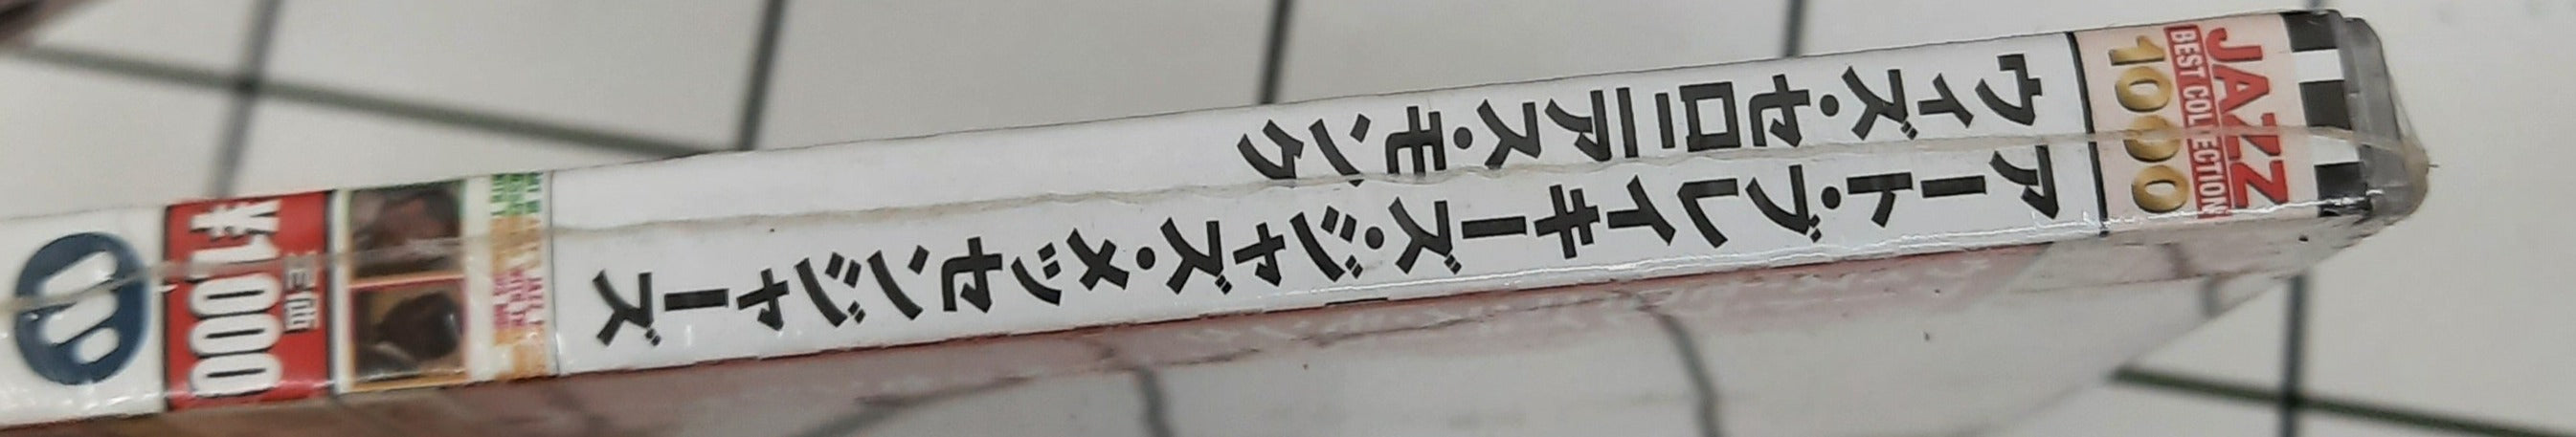 JAZZ
BEST COLLECTION
1000
アート・ブレイキーズ・ジャズ・メッセンジャーズ
ウィズ・セロニアス・モンク
定価
¥1000